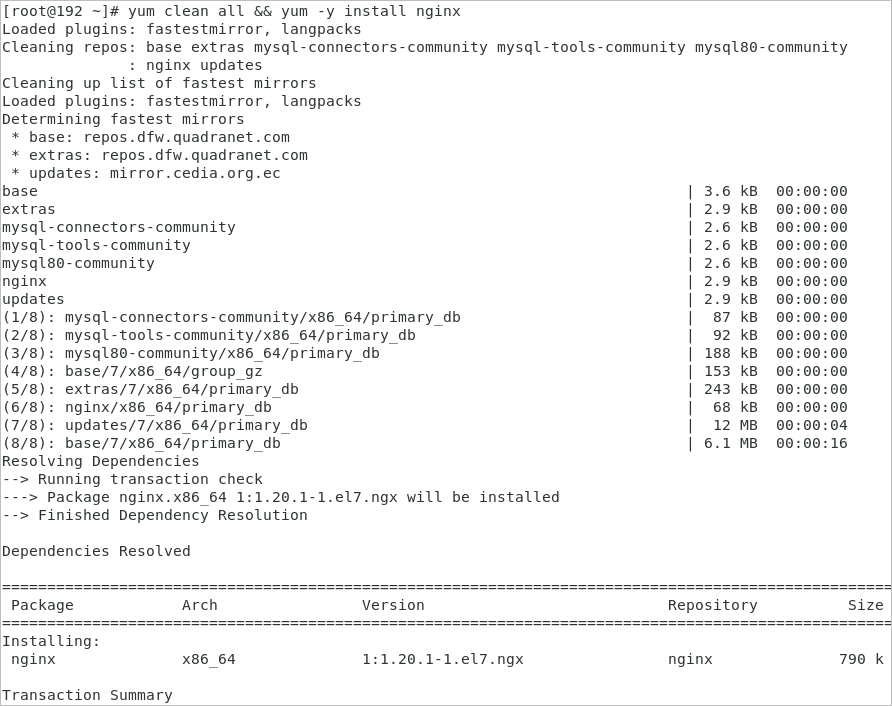 [root@192 ~]# yum clean all && yum -y install nginx
Loaded plugins: fastestmirror, langpacks
Cleaning repos: base extras mysql-connectors-community mysql-tools-community mysql80-community
              : nginx updates
Cleaning up list of fastest mirrors
Loaded plugins: fastestmirror, langpacks
Determining fastest mirrors
 * base: repos.dfw.quadranet.com
 * extras: repos.dfw.quadranet.com
 * updates: mirror.cedia.org.ec
base                                                                        | 3.6 kB  00:00:00
extras                                                                      | 2.9 kB  00:00:00
mysql-connectors-community                                                  | 2.6 kB  00:00:00
mysql-tools-community                                                       | 2.6 kB  00:00:00
mysql80-community                                                           | 2.6 kB  00:00:00
nginx                                                                       | 2.9 kB  00:00:00
updates                                                                     | 2.9 kB  00:00:00
(1/8): mysql-connectors-community/x86_64/primary_db                         |  87 kB  00:00:00
(2/8): mysql-tools-community/x86_64/primary_db                              |  92 kB  00:00:00
(3/8): mysql80-community/x86_64/primary_db                                  | 188 kB  00:00:00
(4/8): base/7/x86_64/group_gz                                               | 153 kB  00:00:00
(5/8): extras/7/x86_64/primary_db                                           | 243 kB  00:00:00
(6/8): nginx/x86_64/primary_db                                              |  68 kB  00:00:00
(7/8): updates/7/x86_64/primary_db                                          |  12 MB  00:00:04
(8/8): base/7/x86_64/primary_db                                             | 6.1 MB  00:00:16
Resolving Dependencies
--> Running transaction check
---> Package nginx.x86_64 1:1.20.1-1.el7.ngx will be installed
--> Finished Dependency Resolution

Dependencies Resolved

===================================================================================================
 Package            Arch                Version                           Repository          Size
===================================================================================================
Installing:
 nginx              x86_64              1:1.20.1-1.el7.ngx                nginx              790 k

Transaction Summary